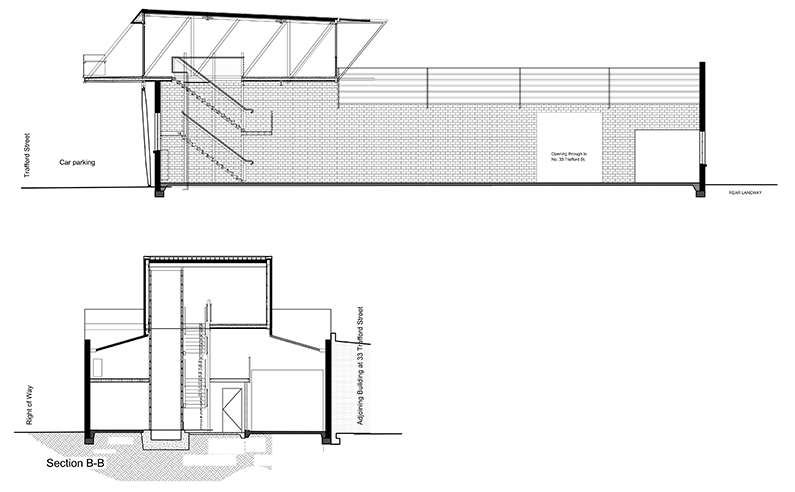 Trafford Street
Car parking
Opening through to
No. 33 Trafford St.
REAR LANEWAY
Right of Way
Adjoining Building at 33 Trafford Street
Section B-B